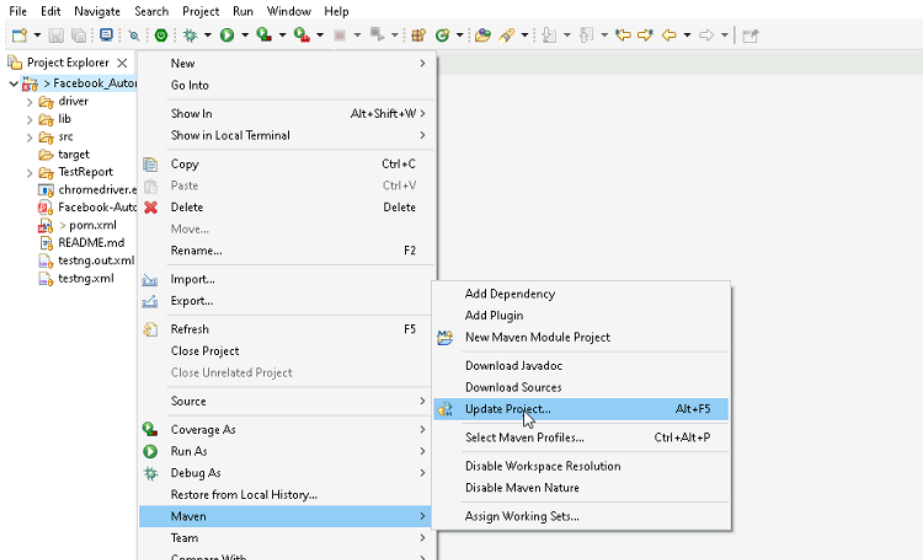 File Edit Navigate Search Project Run Window Help
Project Explorer
> Facebook_Autor
driver
lib
src
target
TestReport
chromedriver.e
Facebook-Auto
> pom.xml
README.md
testng.out.xml
testng.xml
New
Go Into
Show In Alt+Shift+W
Show in Local Terminal
Copy Ctrl+C
Paste Ctrl+V
Delete Delete
Move...
Rename... F2
Import...
Export...
Refresh F5
Close Project
Close Unrelated Project
Source
Coverage As
Run As
Debug As
Restore from Local History...
Maven
Team
Compare With
Add Dependency
Add Plugin
New Maven Module Project
Download Javadoc
Download Sources
Update Project... Alt+F5
Select Maven Profiles... Ctrl+Alt+P
Disable Workspace Resolution
Disable Maven Nature
Assign Working Sets...